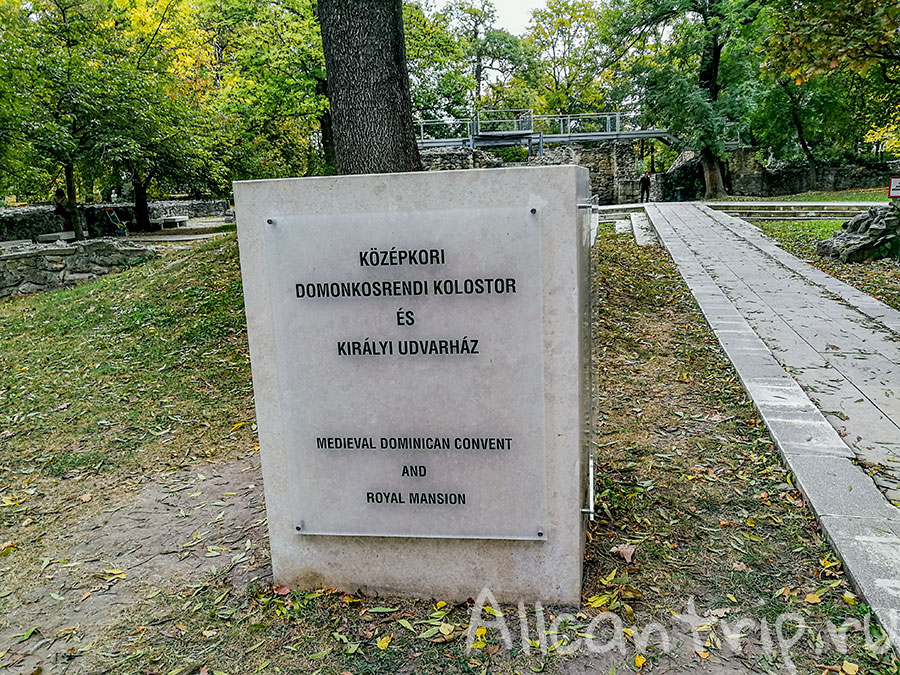 KÖZÉPKORI
DOMONKOSRENDI KOLOSTOR
ÉS
KIRÁLYI UDVARHÁZ
MEDIEVAL DOMINICAN CONVENT
AND
ROYAL MANSION
Allcantrip.ru